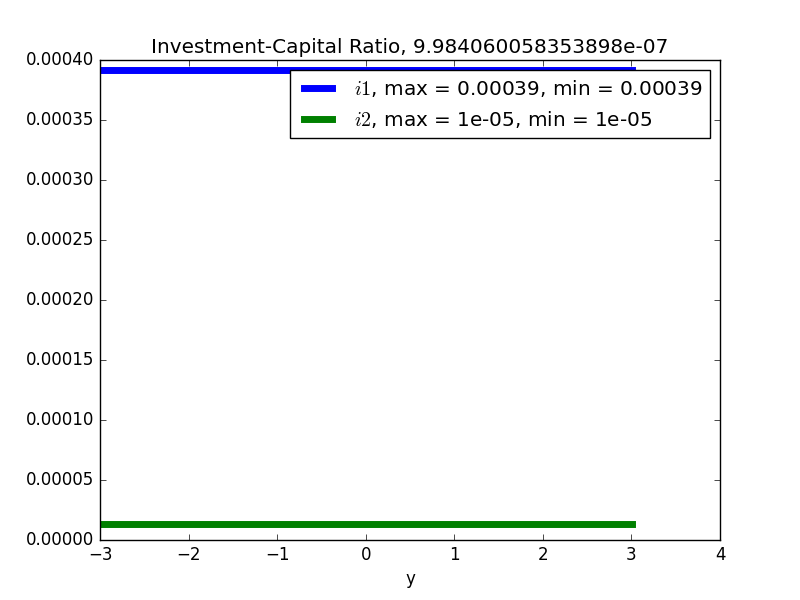 Investment-Capital Ratio, 9.984060058353898e-07
0.00040
i1, max = 0.00039, min = 0.00039
i2, max = 1e-05, min = 1e-05
0.00035
0.00030
0.00025
0.00020
0.00015
0.00010
0.00005
0.00000
−3 −2 −1 0 1 2 3 4
y